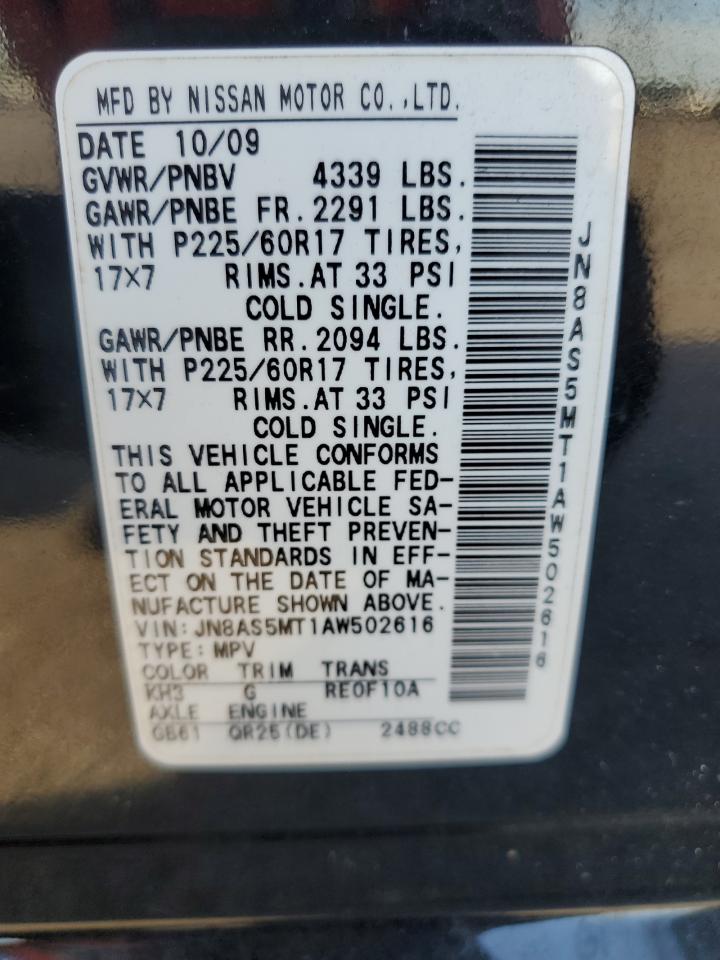 MFD BY NISSAN MOTOR CO.,LTD.
DATE 10/09
GVWR/PNBV 4339 LBS.
GAWR/PNBE FR. 2291 LBS.
WITH P225/60R17 TIRES,
17×7 RIMS. AT 33 PSI
COLD SINGLE.
GAWR/PNBE RR. 2094 LBS.
WITH P225/60R17 TIRES,
17×7 RIMS. AT 33 PSI
COLD SINGLE.
THIS VEHICLE CONFORMS
TO ALL APPLICABLE FED-
ERAL MOTOR VEHICLE SA-
FETY AND THEFT PREVEN-
TION STANDARDS IN EFF-
ECT ON THE DATE OF MA-
NUFACTURE SHOWN ABOVE.
VIN: JN8AS5MT1AW502616
TYPE: MPV
COLOR TRIM TRANS
KH3 G RE0F10A
AXLE ENGINE
GB61 QR25(DE) 2488CC
JN8AS5MT1AW502616